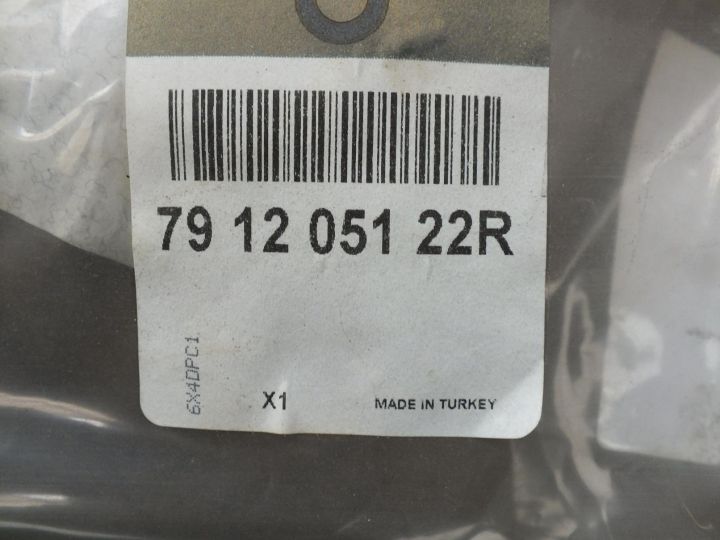 79 12 051 22R
6X4DPC1
X1
MADE IN TURKEY